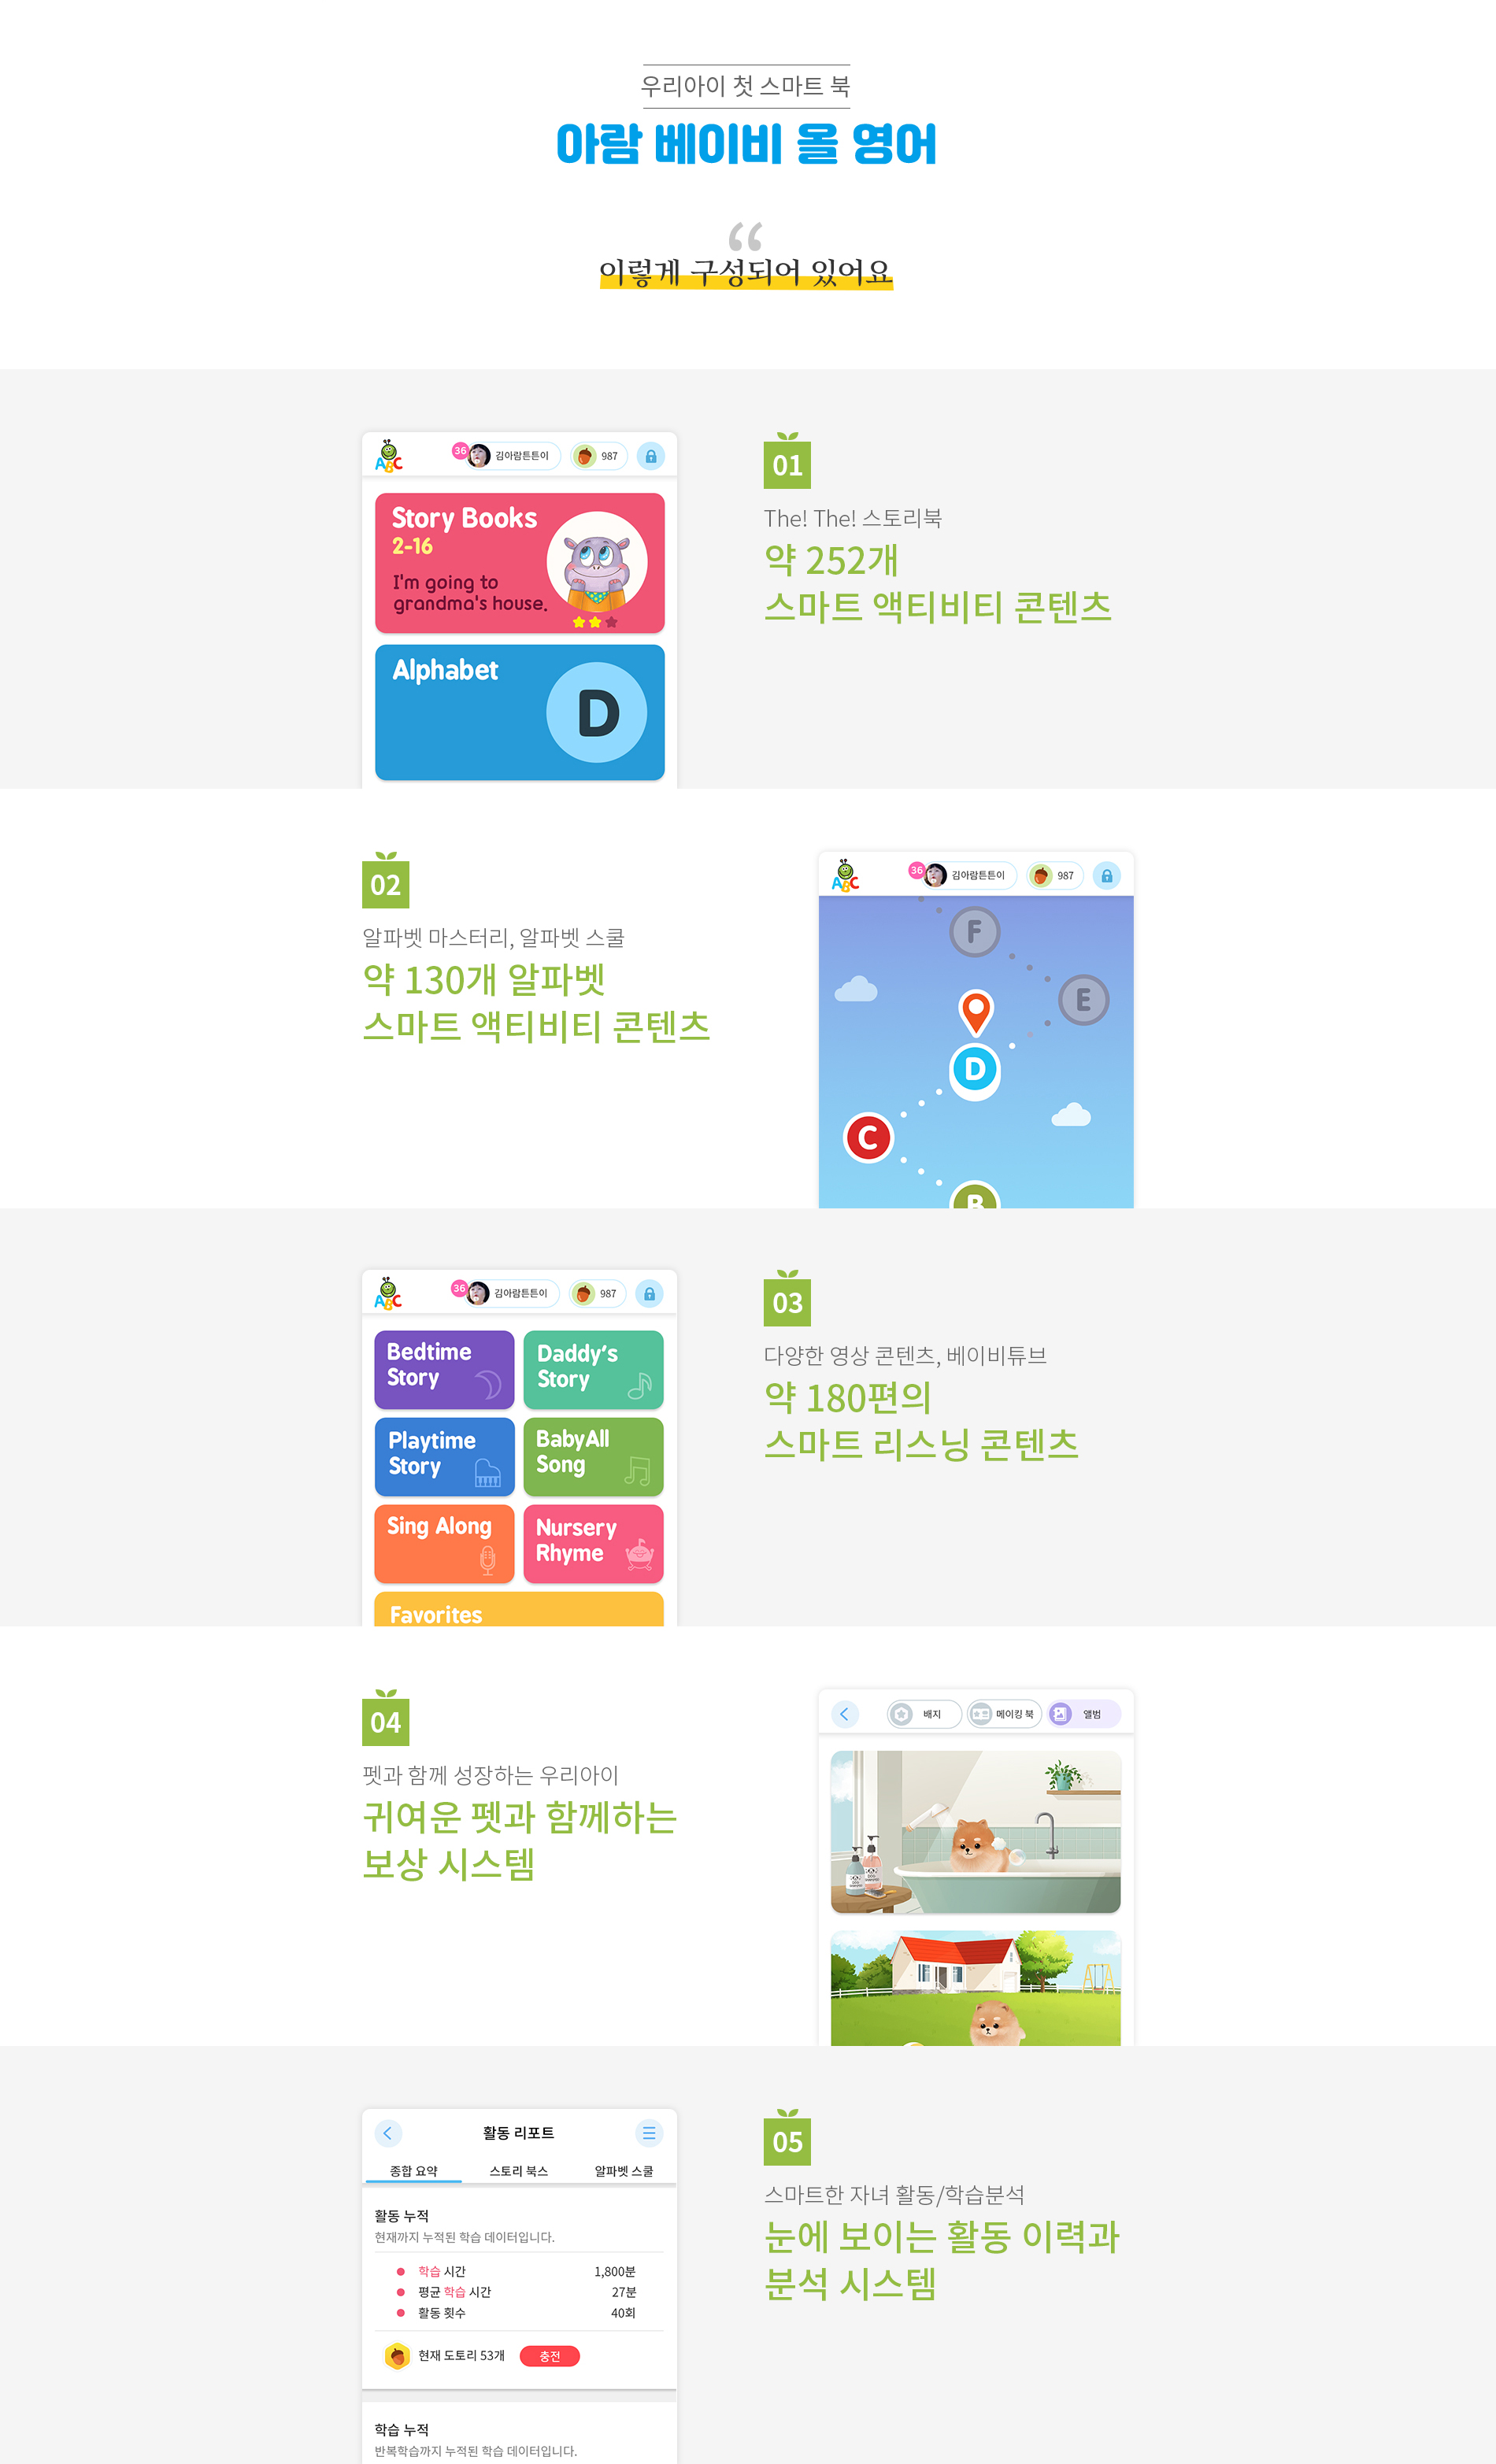 우리아이 첫 스마트 북
아람 베이비 올 영어
“
이렇게 구성되어 있어요
ABC
36
김아람튼튼이
987
Story Books
2-16
I'm going to
grandma's house.
Alphabet
D
01
The! The! 스토리북
약 252개
스마트 액티비티 콘텐츠
02
알파벳 마스터리, 알파벳 스쿨
약 130개 알파벳
스마트 액티비티 콘텐츠
ABC
36
김아람튼튼이
987
F
E
D
C
B
ABC
36
김아람튼튼이
987
Bedtime
Story
Daddy's
Story
Playtime
Story
BabyAll
Song
Sing Along
Nursery
Rhyme
Favorites
03
다양한 영상 콘텐츠, 베이비튜브
약 180편의
스마트 리스닝 콘텐츠
04
펫과 함께 성장하는 우리아이
귀여운 펫과 함께하는
보상 시스템
배지
메이킹 북
앨범
활동 리포트
종합 요약
스토리 북스
알파벳 스쿨
활동 누적
현재까지 누적된 학습 데이터입니다.
학습 시간 1,800분
평균 학습 시간 27분
활동 횟수 40회
현재 도토리 53개 충전
학습 누적
반복학습까지 누적된 학습 데이터입니다.
05
스마트한 자녀 활동/학습분석
눈에 보이는 활동 이력과
분석 시스템